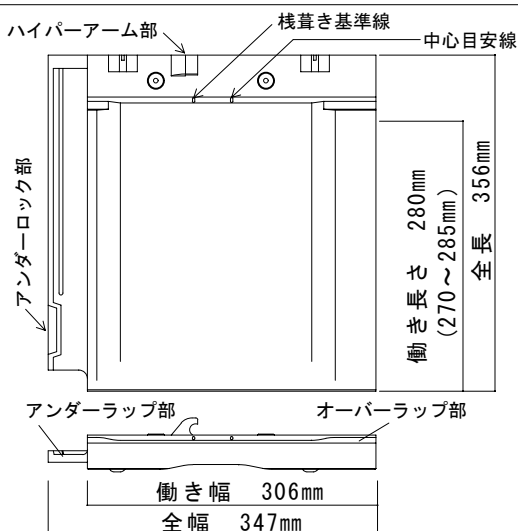 ハイパーアーム部
桟葺き基準線
中心目安線
アンダーロック部
働き長さ 280mm
(270～285mm)
全長 356mm
アンダーラップ部
オーバーラップ部
働き幅 306mm
全幅 347mm